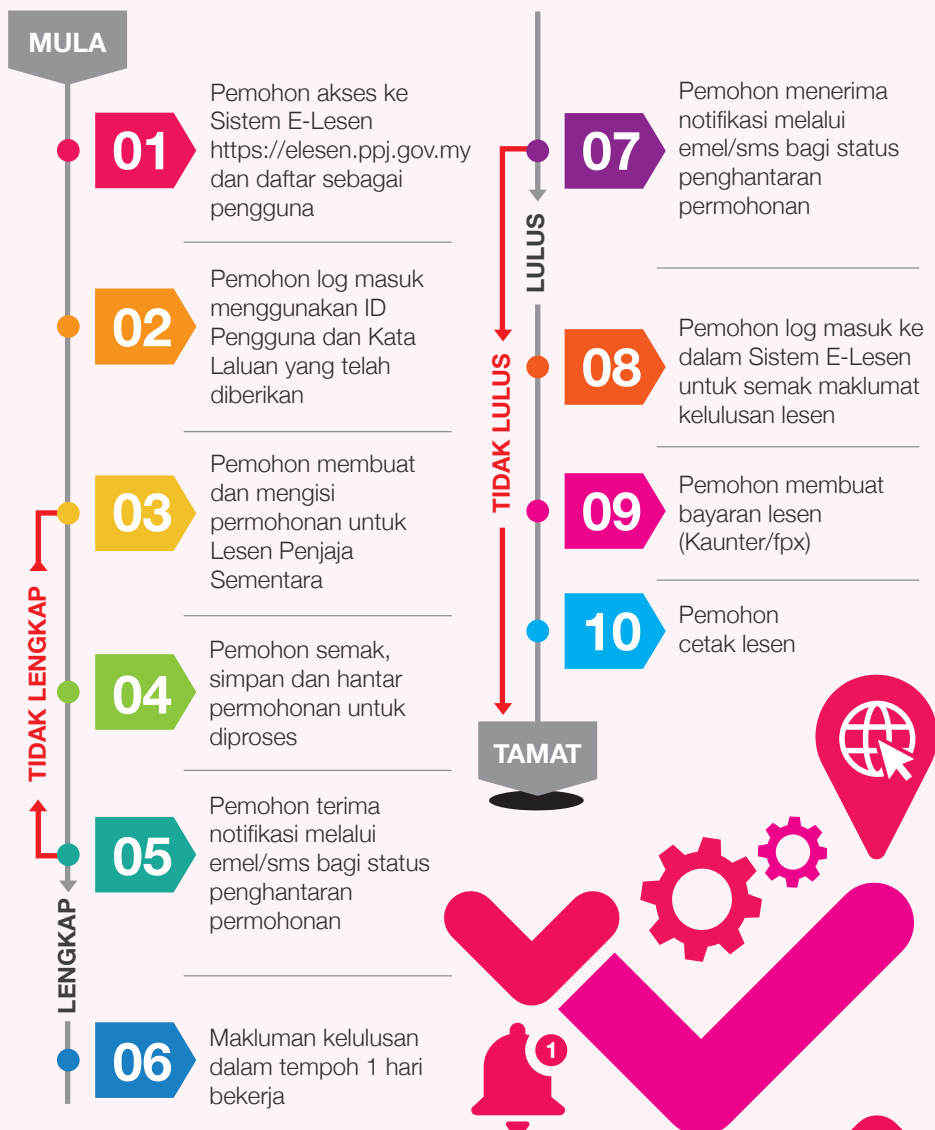 MULA
01
Pemohon akses ke
Sistem E-Lesen
https://elesen.ppj.gov.my
dan daftar sebagai
pengguna
02
Pemohon log masuk
menggunakan ID
Pengguna dan Kata
Laluan yang telah
diberikan
03
Pemohon membuat
dan mengisi
permohonan untuk
Lesen Penjaja
Sementara
TIDAK LENGKAP
04
Pemohon semak,
simpan dan hantar
permohonan untuk
diproses
05
Pemohon terima
notifikasi melalui
emel/sms bagi status
penghantaran
permohonan
LENGKAP
06
Makluman kelulusan
dalam tempoh 1 hari
bekerja
07
Pemohon menerima
notifikasi melalui
emel/sms bagi status
penghantaran
permohonan
LULUS
TIDAK LULUS
08
Pemohon log masuk ke
dalam Sistem E-Lesen
untuk semak maklumat
kelulusan lesen
09
Pemohon membuat
bayaran lesen
(Kaunter/fpx)
10
Pemohon
cetak lesen
TAMAT
1